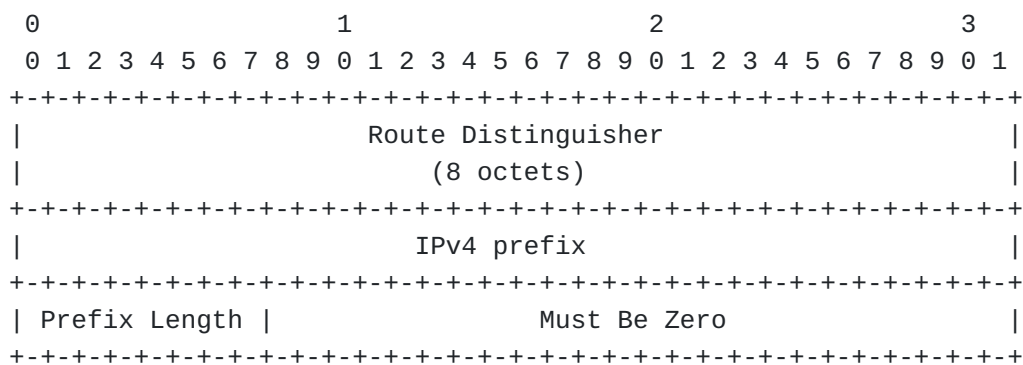 0                   1                   2                   3
0 1 2 3 4 5 6 7 8 9 0 1 2 3 4 5 6 7 8 9 0 1 2 3 4 5 6 7 8 9 0 1
+-+-+-+-+-+-+-+-+-+-+-+-+-+-+-+-+-+-+-+-+-+-+-+-+-+-+-+-+-+-+-+-+
|                      Route Distinguisher                      |
|                          (8 octets)                           |
+-+-+-+-+-+-+-+-+-+-+-+-+-+-+-+-+-+-+-+-+-+-+-+-+-+-+-+-+-+-+-+-+
|                         IPv4 prefix                           |
+-+-+-+-+-+-+-+-+-+-+-+-+-+-+-+-+-+-+-+-+-+-+-+-+-+-+-+-+-+-+-+-+
| Prefix Length |                 Must Be Zero                  |
+-+-+-+-+-+-+-+-+-+-+-+-+-+-+-+-+-+-+-+-+-+-+-+-+-+-+-+-+-+-+-+-+